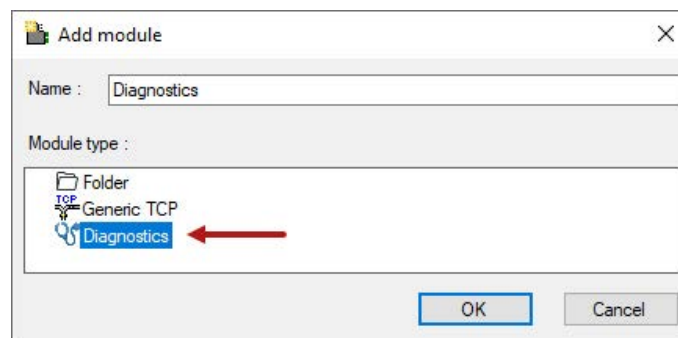 Add module
Name :
Diagnostics
Module type :
Folder
TCP
Generic TCP
Diagnostics
OK
Cancel